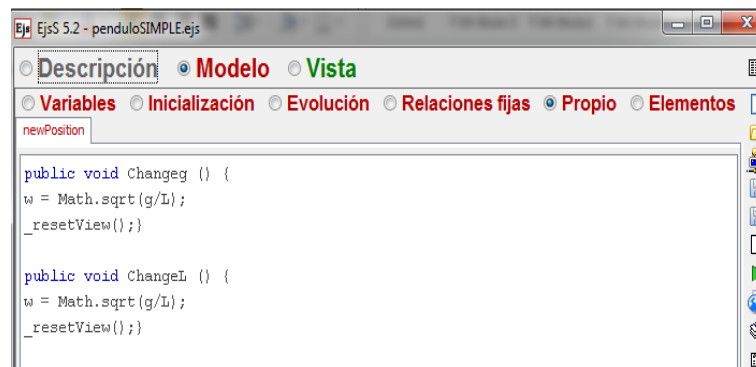 EjsS 5.2 - penduloSIMPLE.ejs
Descripción Modelo Vista
Variables Inicialización Evolución Relaciones fijas Propio Elementos
newPosition
public void Changeg () {
w = Math.sqrt(g/L);
_resetView();}
public void ChangeL () {
w = Math.sqrt(g/L);
_resetView();}